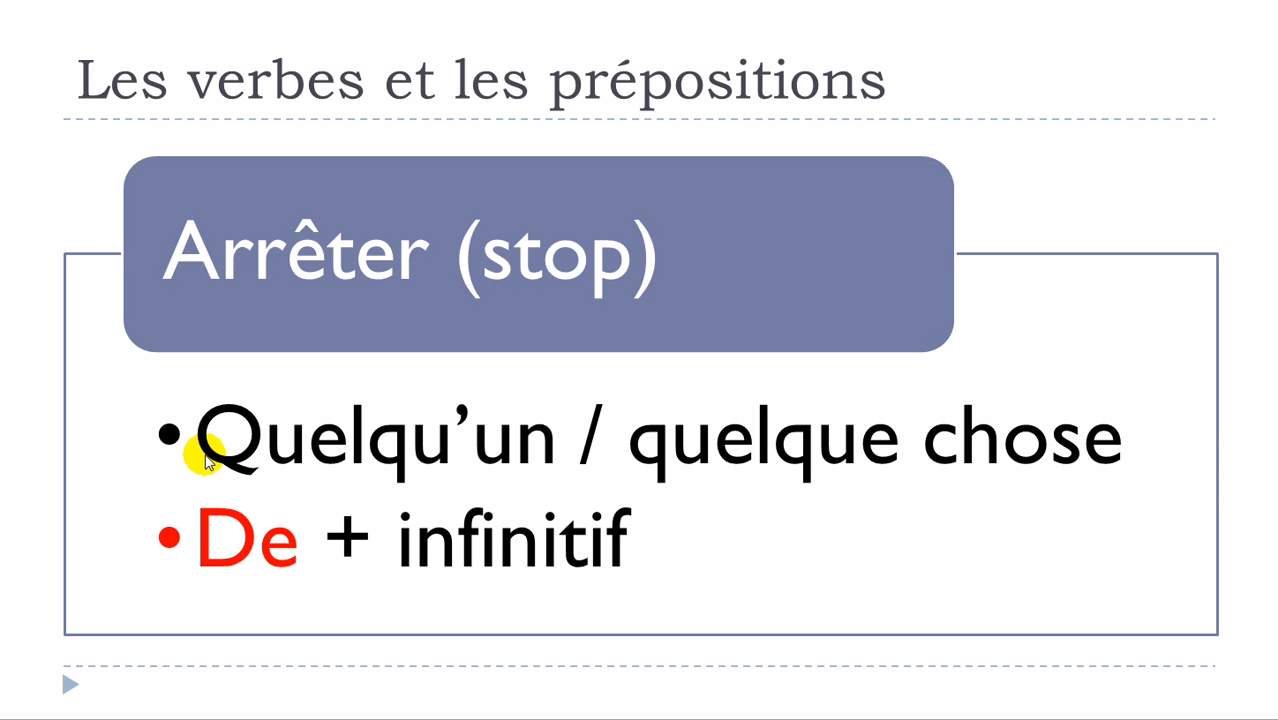 Les verbes et les prépositions
Arrêter (stop)
•Quelqu’un / quelque chose
•De + infinitif